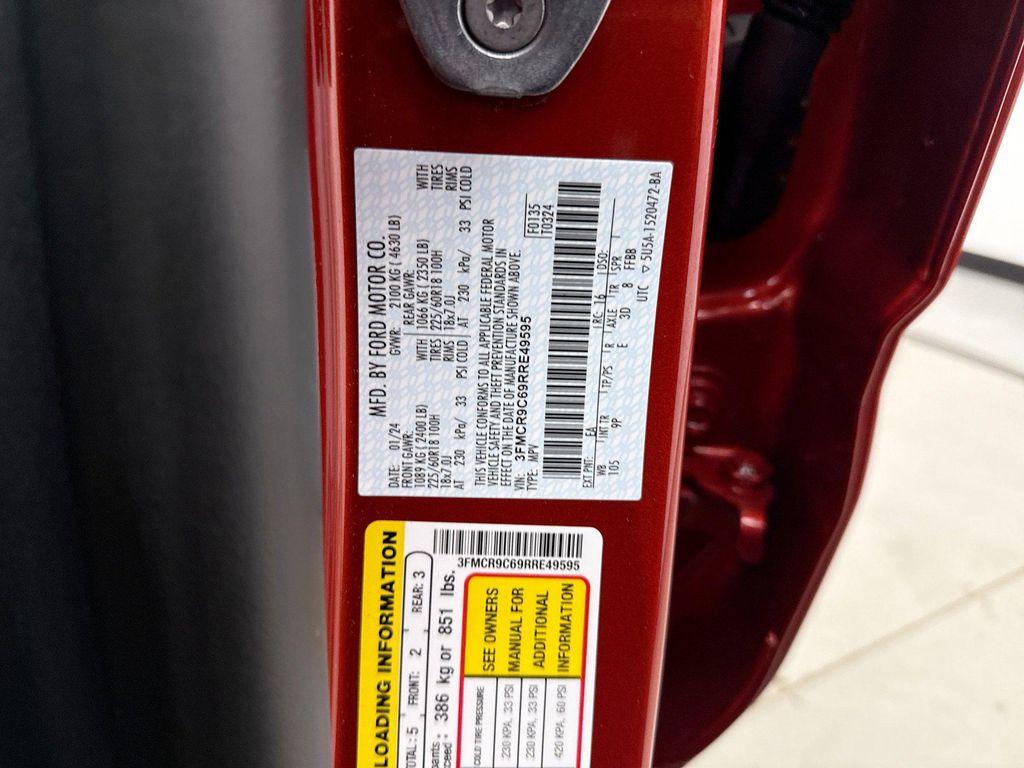 MFD. BY FORD MOTOR CO.
DATE: 01/24 GVWR: 2100 KG ( 4630 LB)
FRONT GAWR: REAR GAWR:
1089 KG ( 2400 LB) WITH 1066 KG ( 2350 LB) WITH
225/60R18 100H TIRES 225/60R18 100H TIRES
18x7.0J RIMS 18x7.0J RIMS
AT 230 kPa/ 33 PSI COLD AT 230 kPa/ 33 PSI COLD
THIS VEHICLE CONFORMS TO ALL APPLICABLE FEDERAL MOTOR
VEHICLE SAFETY AND THEFT PREVENTION STANDARDS IN
EFFECT ON THE DATE OF MANUFACTURE SHOWN ABOVE.
VIN: 3FMCR9C69RRE49595
TYPE: MPV
F0135
T0324
EXT PNT: EA RC: 16 DSO:
WB INT TR TP/PS R AXLE TR SPR
105 9P E 3D 8 FFBB
UTC ▽ 5U5A-1520472-BA
LOADING INFORMATION
OTAL: 5 FRONT: 2 REAR: 3
pants
ceed: 386 kg or 851 lbs.
3FMCR9C69RRE49595
COLD TIRE PRESSURE
230 KPA, 33 PSI
230 KPA, 33 PSI
420 KPA, 60 PSI
SEE OWNERS
MANUAL FOR
ADDITIONAL
INFORMATION